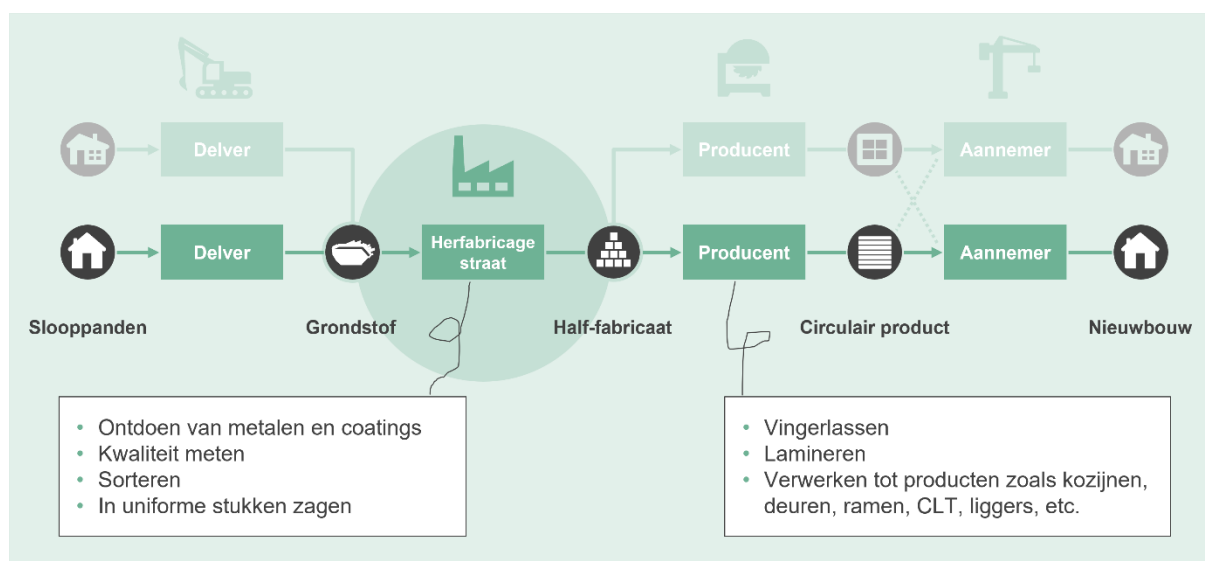 Delver
Producent
Aannemer
Delver
Herfabricage
straat
Producent
Aannemer
Slooppanden
Grondstof
Half-fabricaat
Circulair product
Nieuwbouw
• Ontdoen van metalen en coatings
• Kwaliteit meten
• Sorteren
• In uniforme stukken zagen
• Vingerlassen
• Lamineren
• Verwerken tot producten zoals kozijnen,
deuren, ramen, CLT, liggers, etc.